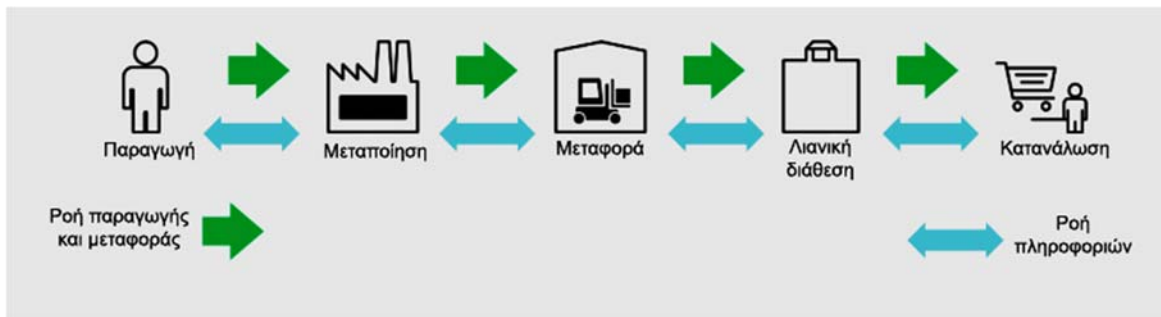 Παραγωγή
Μεταποίηση
Μεταφορά
Λιανική
διάθεση
Κατανάλωση
Ροή παραγωγής
και μεταφοράς
Ροή
πληροφοριών